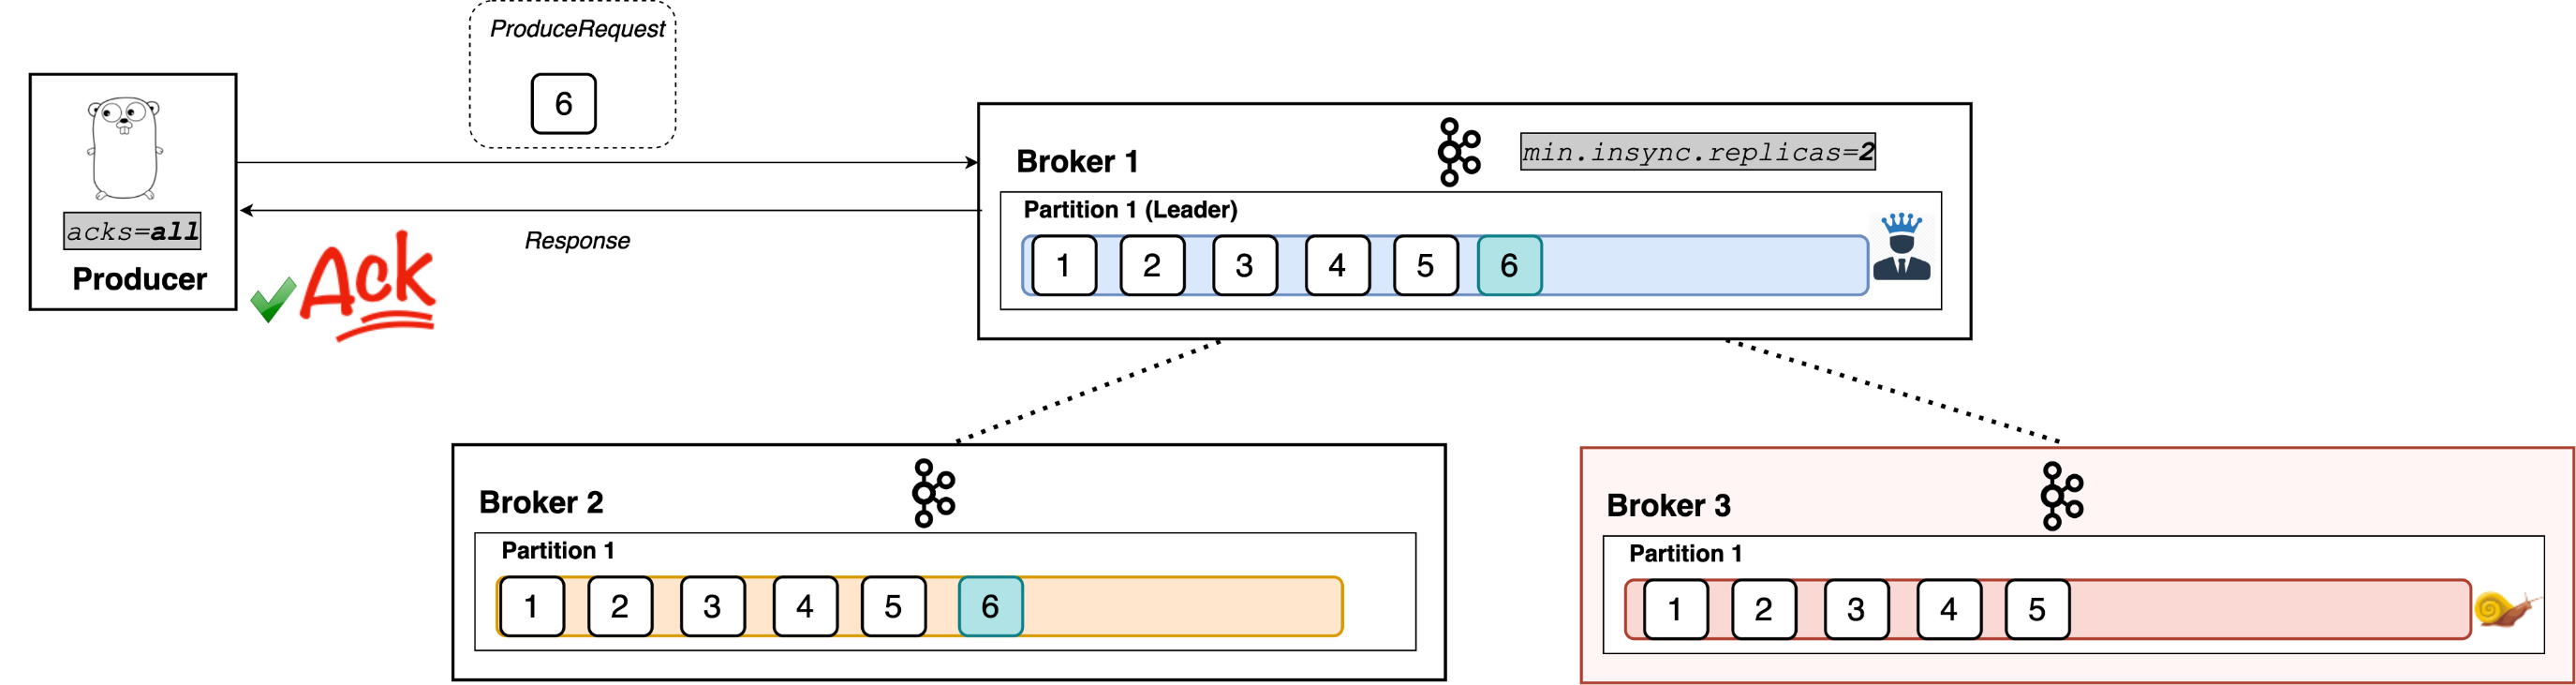 ProduceRequest
6
acks=all
Producer
Ack
Response
Broker 1
min.insync.replicas=2
Partition 1 (Leader)
1 2 3 4 5 6
Broker 2
Partition 1
1 2 3 4 5 6
Broker 3
Partition 1
1 2 3 4 5